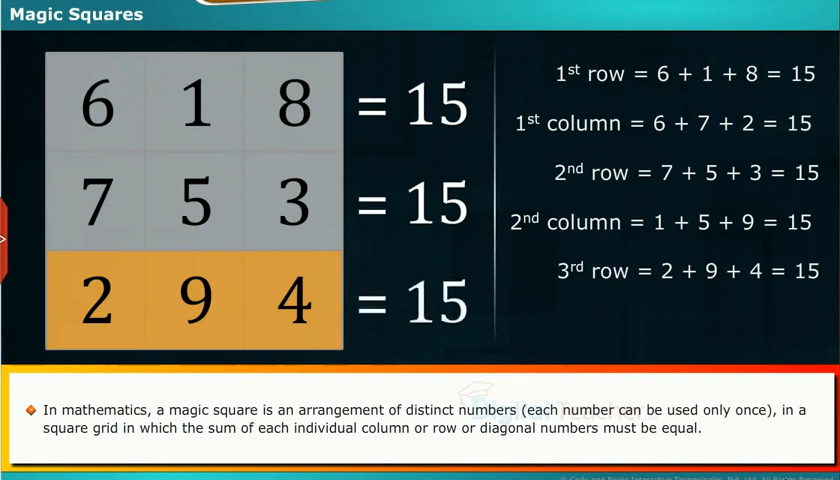 Magic Squares
6 1 8 = 15
7 5 3 = 15
2 9 4 = 15
1st row = 6 + 1 + 8 = 15
1st column = 6 + 7 + 2 = 15
2nd row = 7 + 5 + 3 = 15
2nd column = 1 + 5 + 9 = 15
3rd row = 2 + 9 + 4 = 15
In mathematics, a magic square is an arrangement of distinct numbers (each number can be used only once), in a
square grid in which the sum of each individual column or row or diagonal numbers must be equal.
Digital Teacher